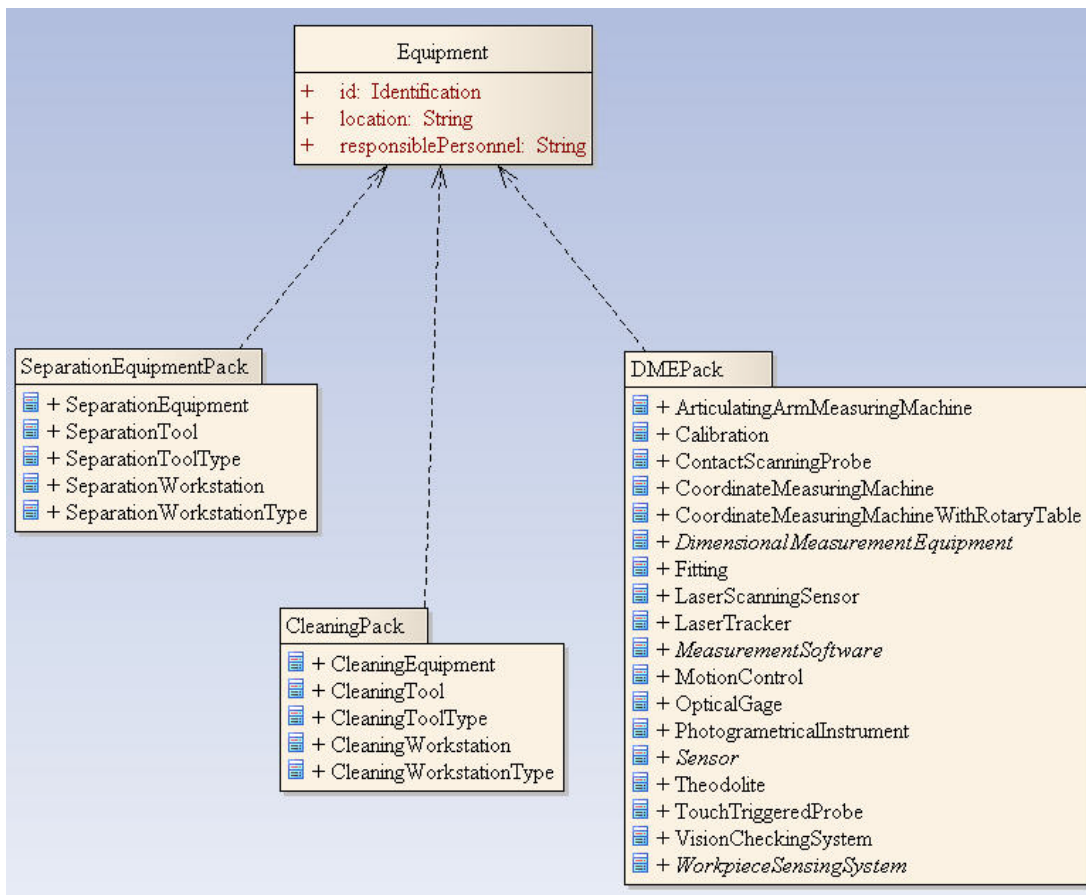 Equipment
+ id: Identification
+ location: String
+ responsiblePersonnel: String
SeparationEquipmentPack
+ SeparationEquipment
+ SeparationTool
+ SeparationToolType
+ SeparationWorkstation
+ SeparationWorkstationType
CleaningPack
+ CleaningEquipment
+ CleaningTool
+ CleaningToolType
+ CleaningWorkstation
+ CleaningWorkstationType
DMEPack
+ ArticulatingArmMeasuringMachine
+ Calibration
+ ContactScanningProbe
+ CoordinateMeasuringMachine
+ CoordinateMeasuringMachineWithRotaryTable
+ DimensionalMeasurementEquipment
+ Fitting
+ LaserScanningSensor
+ LaserTracker
+ MeasurementSoftware
+ MotionControl
+ OpticalGage
+ PhotogrametricalInstrument
+ Sensor
+ Theodolite
+ TouchTriggeredProbe
+ VisionCheckingSystem
+ WorkpieceSensingSystem